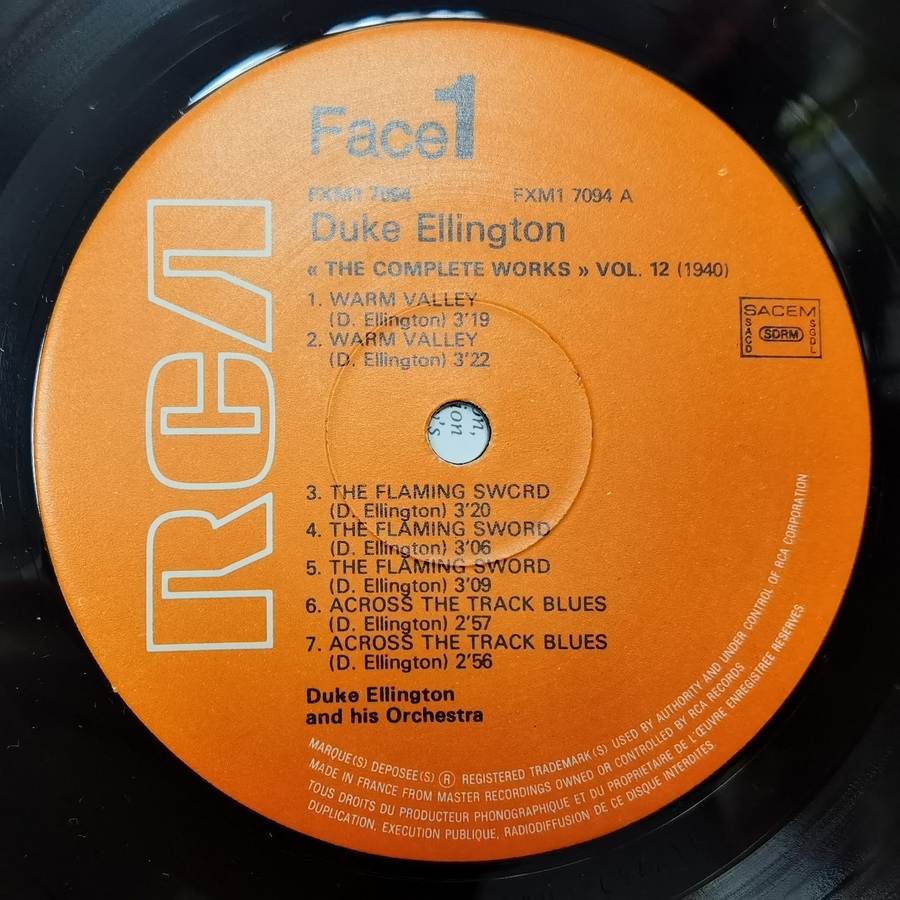 Face 1
FXM1 7094 FXM1 7094 A
Duke Ellington
« THE COMPLETE WORKS » VOL. 12 (1940)
1. WARM VALLEY
(D. Ellington) 3'19
2. WARM VALLEY
(D. Ellington) 3'22
SACEM
SACD
SDRM
SGDL
RCA
on,
ion
's
3. THE FLAMING SWCRD
(D. Ellington) 3'20
4. THE FLAMING SWORD
(D. Ellington) 3'06
5. THE FLAMING SWORD
(D. Ellington) 3'09
6. ACROSS THE TRACK BLUES
(D. Ellington) 2'57
7. ACROSS THE TRACK BLUES
(D. Ellington) 2'56
Duke Ellington
and his Orchestra
MARQUE(S) DEPOSEE(S) ® REGISTERED TRADEMARK(S) USED BY AUTHORITY AND UNDER CONTROL OF RCA CORPORATION
MADE IN FRANCE FROM MASTER RECORDINGS OWNED OR CONTROLLED BY RCA RECORDS
TOUS DROITS DU PRODUCTEUR PHONOGRAPHIQUE ET DU PROPRIETAIRE DE L'ŒUVRE ENREGISTREE RESERVES
DUPLICATION, EXECUTION PUBLIQUE, RADIODIFFUSION DE CE DISQUE INTERDITES.